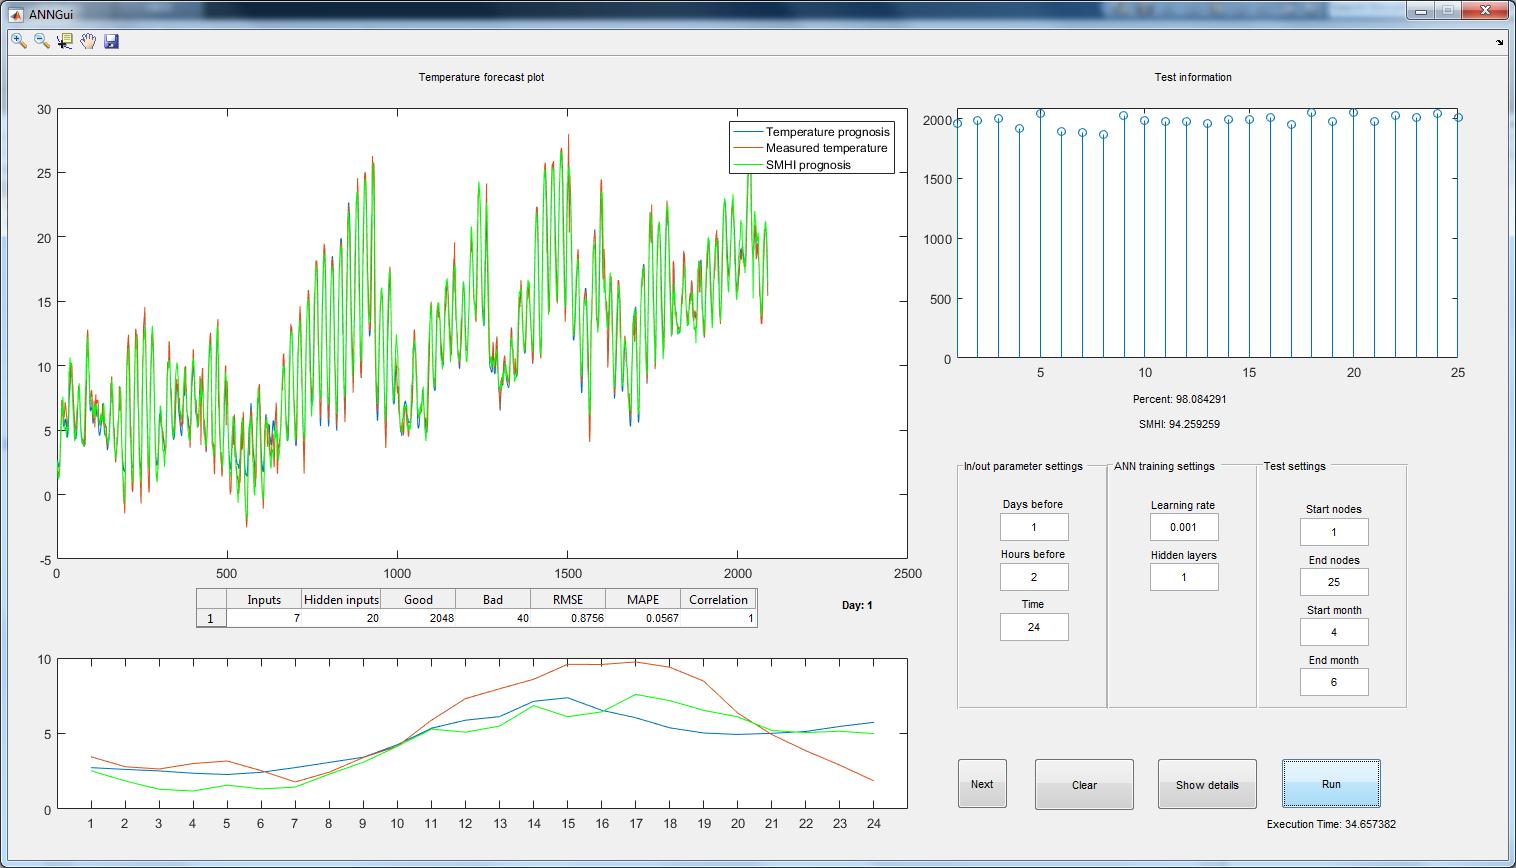 ANNGui
Temperature forecast plot
30
25
20
15
10
5
0
-5
0 500 1000 1500 2000 2500
Temperature prognosis
Measured temperature
SMHI prognosis
Inputs Hidden inputs Good Bad RMSE MAPE Correlation
1 7 20 2048 40 0.8756 0.0567 1
Day: 1
10
5
0
1 2 3 4 5 6 7 8 9 10 11 12 13 14 15 16 17 18 19 20 21 22 23 24
Test information
2000
1500
1000
500
0
5 10 15 20 25
Percent: 98.084291
SMHI: 94.259259
In/out parameter settings
Days before
1
Hours before
2
Time
24
ANN training settings
Learning rate
0.001
Hidden layers
1
Test settings
Start nodes
1
End nodes
25
Start month
4
End month
6
Next Clear Show details Run
Execution Time: 34.657382